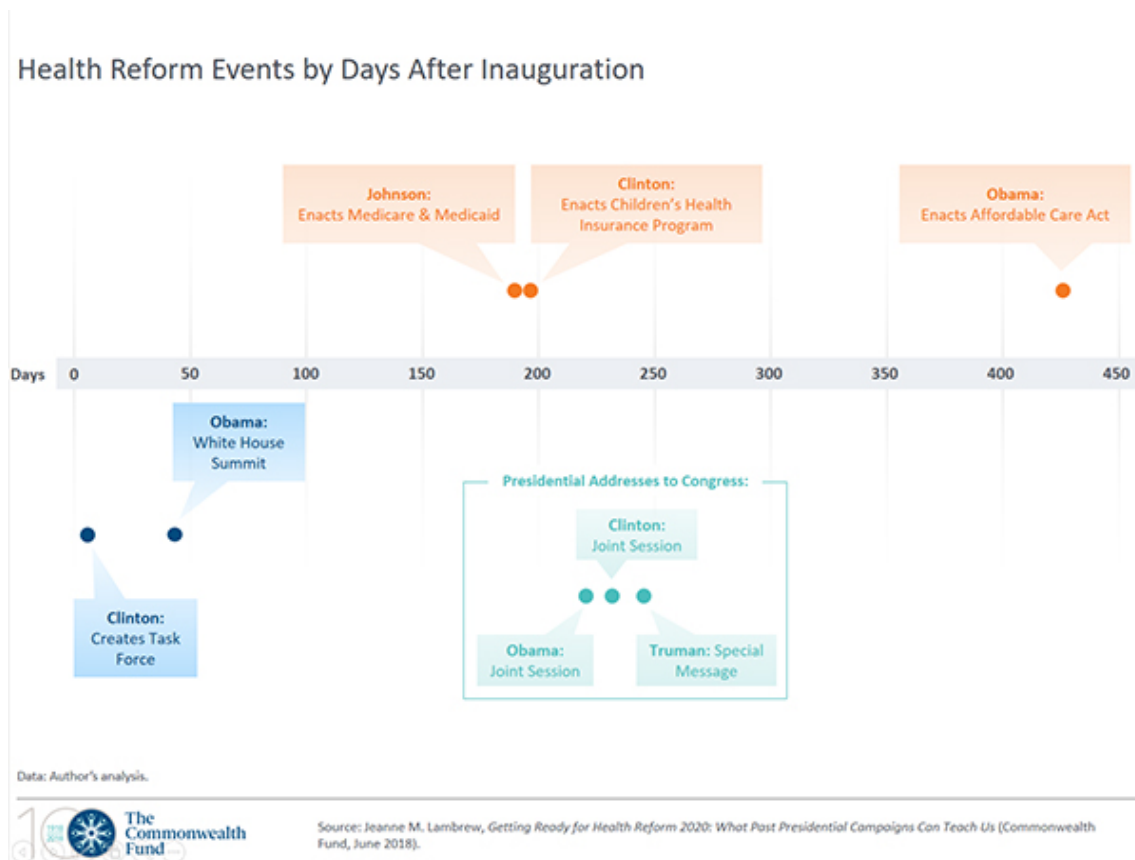 Health Reform Events by Days After Inauguration
Johnson:
Enacts Medicare & Medicaid
Clinton:
Enacts Children's Health
Insurance Program
Obama:
Enacts Affordable Care Act
Days 0 50 100 150 200 250 300 350 400 450
Obama:
White House
Summit
Clinton:
Creates Task
Force
Presidential Addresses to Congress:
Clinton:
Joint Session
Obama:
Joint Session
Truman: Special
Message
Data: Author's analysis.
The
Commonwealth
Fund
Source: Jeanne M. Lambrew, Getting Ready for Health Reform 2020: What Past Presidential Campaigns Can Teach Us (Commonwealth
Fund, June 2018).